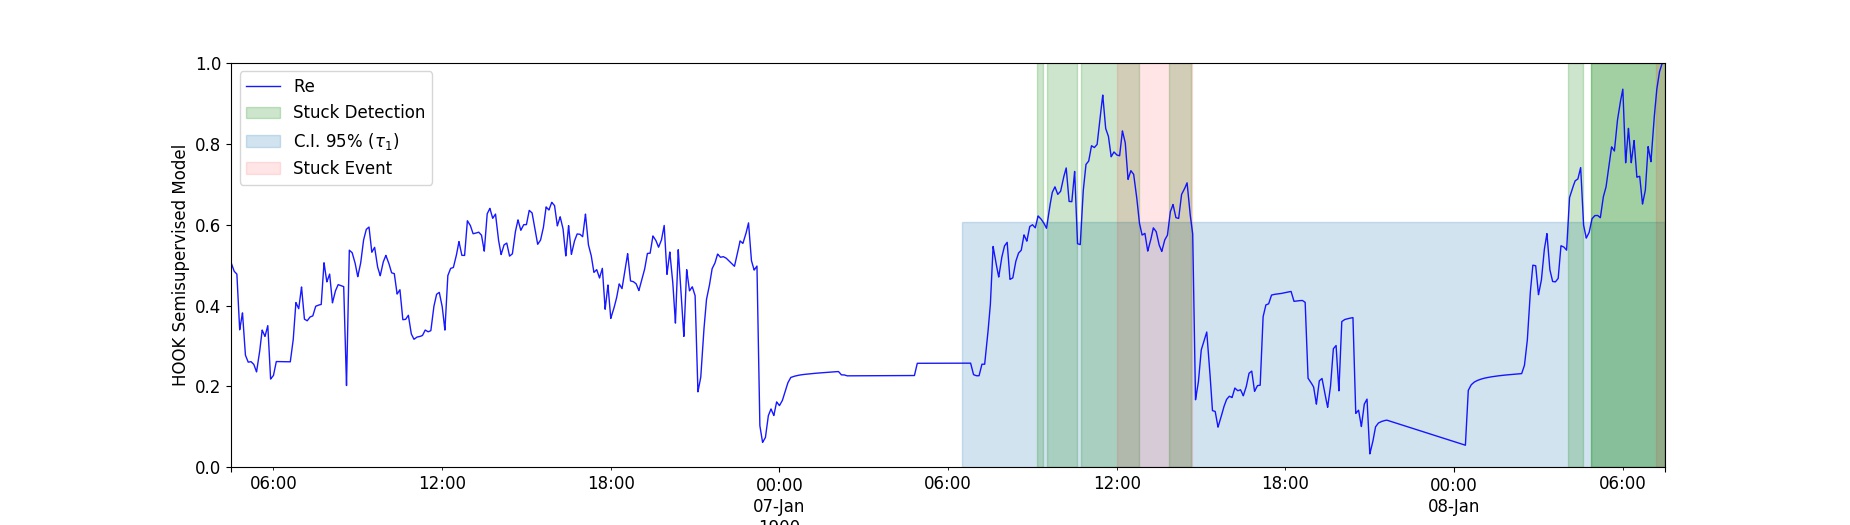 1.0
0.8
0.6
0.4
0.2
0.0
HOOK Semisupervised Model
Re
Stuck Detection
C.I. 95% (τ₁)
Stuck Event
06:00 12:00 18:00 00:00 06:00 12:00 18:00 00:00 06:00
07-Jan 08-Jan
1900